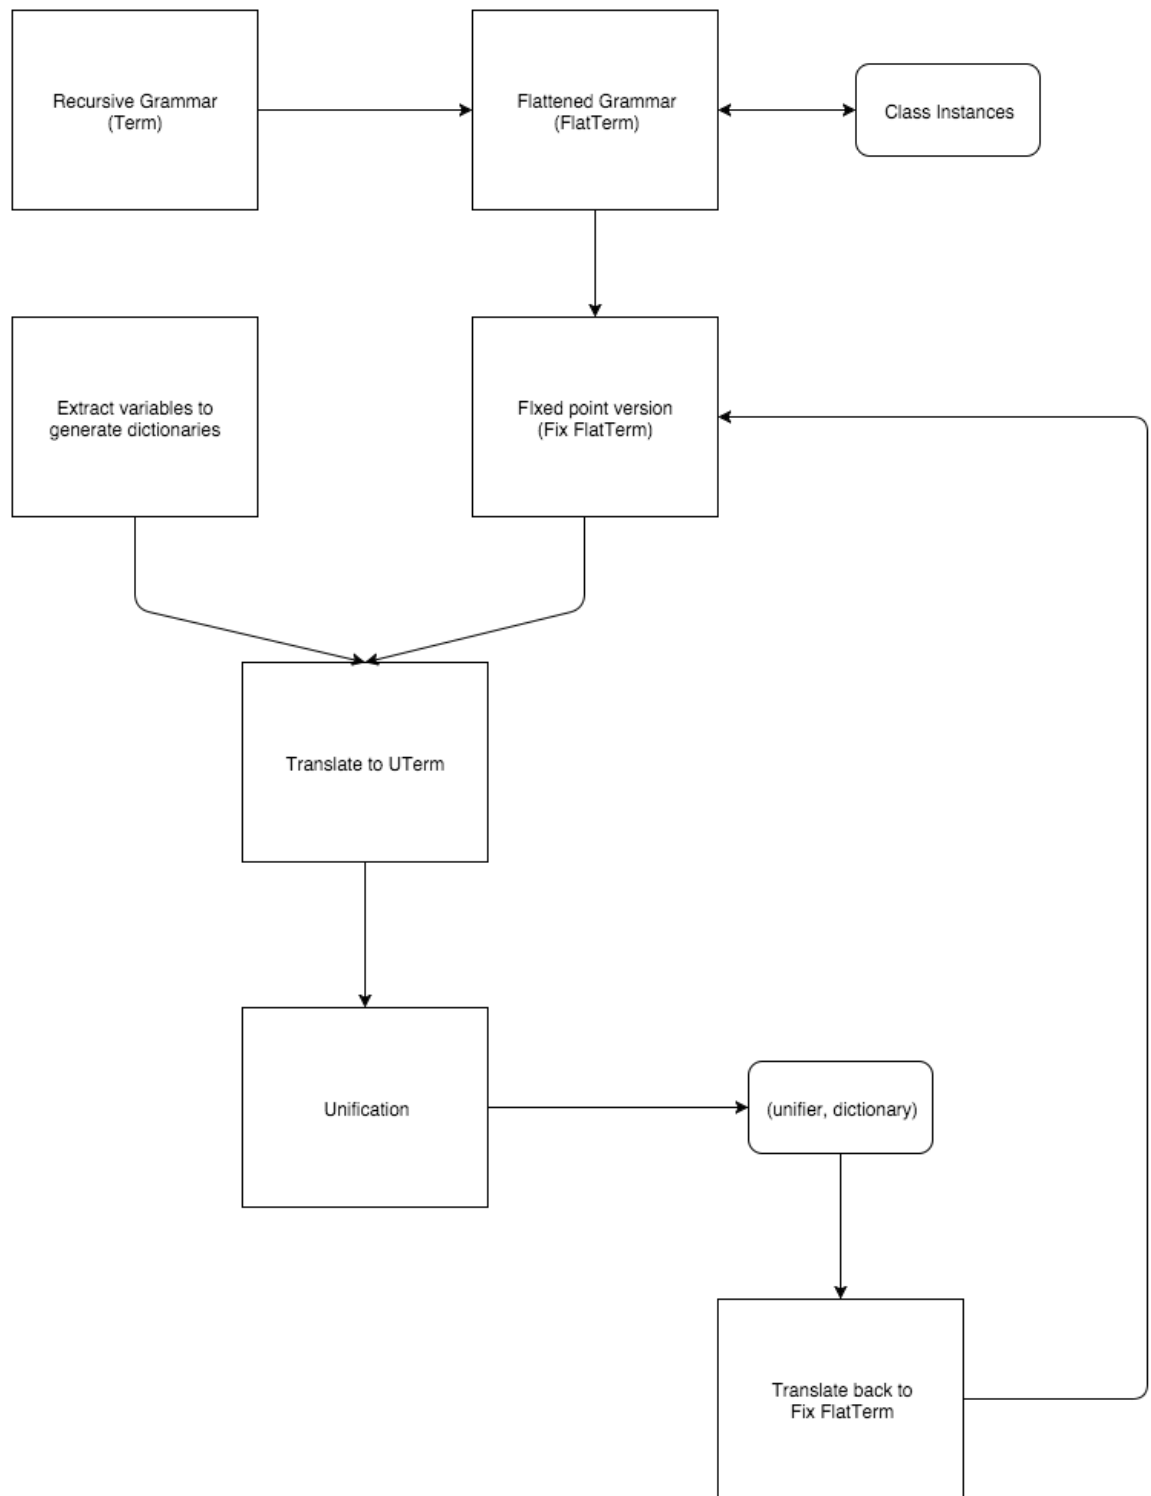 Recursive Grammar
(Term)
Flattened Grammar
(FlatTerm)
Class Instances
Extract variables to
generate dictionaries
FIxed point version
(Fix FlatTerm)
Translate to UTerm
Unification
(unifier, dictionary)
Translate back to
Fix FlatTerm